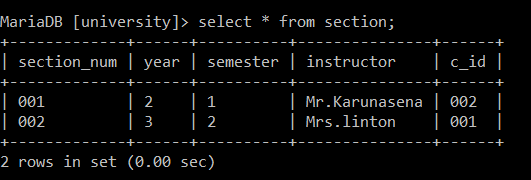 MariaDB [university]> select * from section;
+-------------+------+----------+---------------+------+
| section_num | year | semester | instructor    | c_id |
+-------------+------+----------+---------------+------+
| 001         | 2    | 1        | Mr.Karunasena | 002  |
| 002         | 3    | 2        | Mrs.linton    | 001  |
+-------------+------+----------+---------------+------+
2 rows in set (0.00 sec)